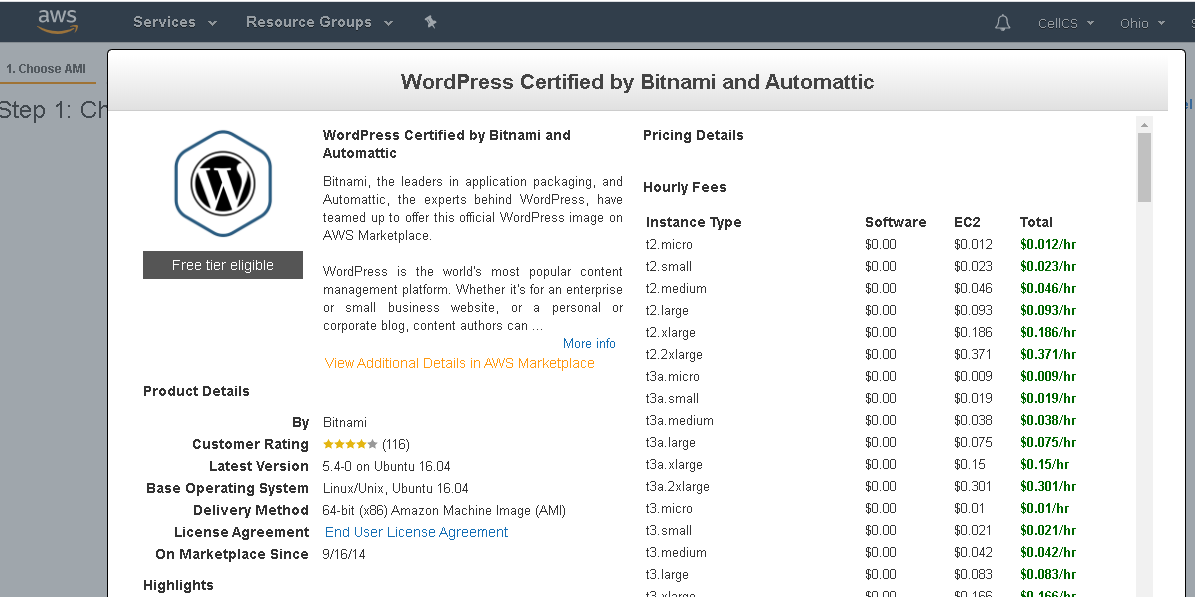 aws
Services
Resource Groups
CellCS
Ohio
1. Choose AMI
Step 1: Ch
WordPress Certified by Bitnami and Automattic
Free tier eligible
WordPress Certified by Bitnami and
Automattic
Bitnami, the leaders in application packaging, and
Automattic, the experts behind WordPress, have
teamed up to offer this official WordPress image on
AWS Marketplace.
WordPress is the world's most popular content
management platform. Whether it's for an enterprise
or small business website, or a personal or
corporate blog, content authors can ...
More info
View Additional Details in AWS Marketplace
Product Details
By Bitnami
Customer Rating (116)
Latest Version 5.4-0 on Ubuntu 16.04
Base Operating System Linux/Unix, Ubuntu 16.04
Delivery Method 64-bit (x86) Amazon Machine Image (AMI)
License Agreement End User License Agreement
On Marketplace Since 9/16/14
Highlights
Pricing Details
Hourly Fees
Instance Type Software EC2 Total
t2.micro $0.00 $0.012 $0.012/hr
t2.small $0.00 $0.023 $0.023/hr
t2.medium $0.00 $0.046 $0.046/hr
t2.large $0.00 $0.093 $0.093/hr
t2.xlarge $0.00 $0.186 $0.186/hr
t2.2xlarge $0.00 $0.371 $0.371/hr
t3a.micro $0.00 $0.009 $0.009/hr
t3a.small $0.00 $0.019 $0.019/hr
t3a.medium $0.00 $0.038 $0.038/hr
t3a.large $0.00 $0.075 $0.075/hr
t3a.xlarge $0.00 $0.15 $0.15/hr
t3a.2xlarge $0.00 $0.301 $0.301/hr
t3.micro $0.00 $0.01 $0.01/hr
t3.small $0.00 $0.021 $0.021/hr
t3.medium $0.00 $0.042 $0.042/hr
t3.large $0.00 $0.083 $0.083/hr
t3.xlarge $0.00 $0.166 $0.166/hr